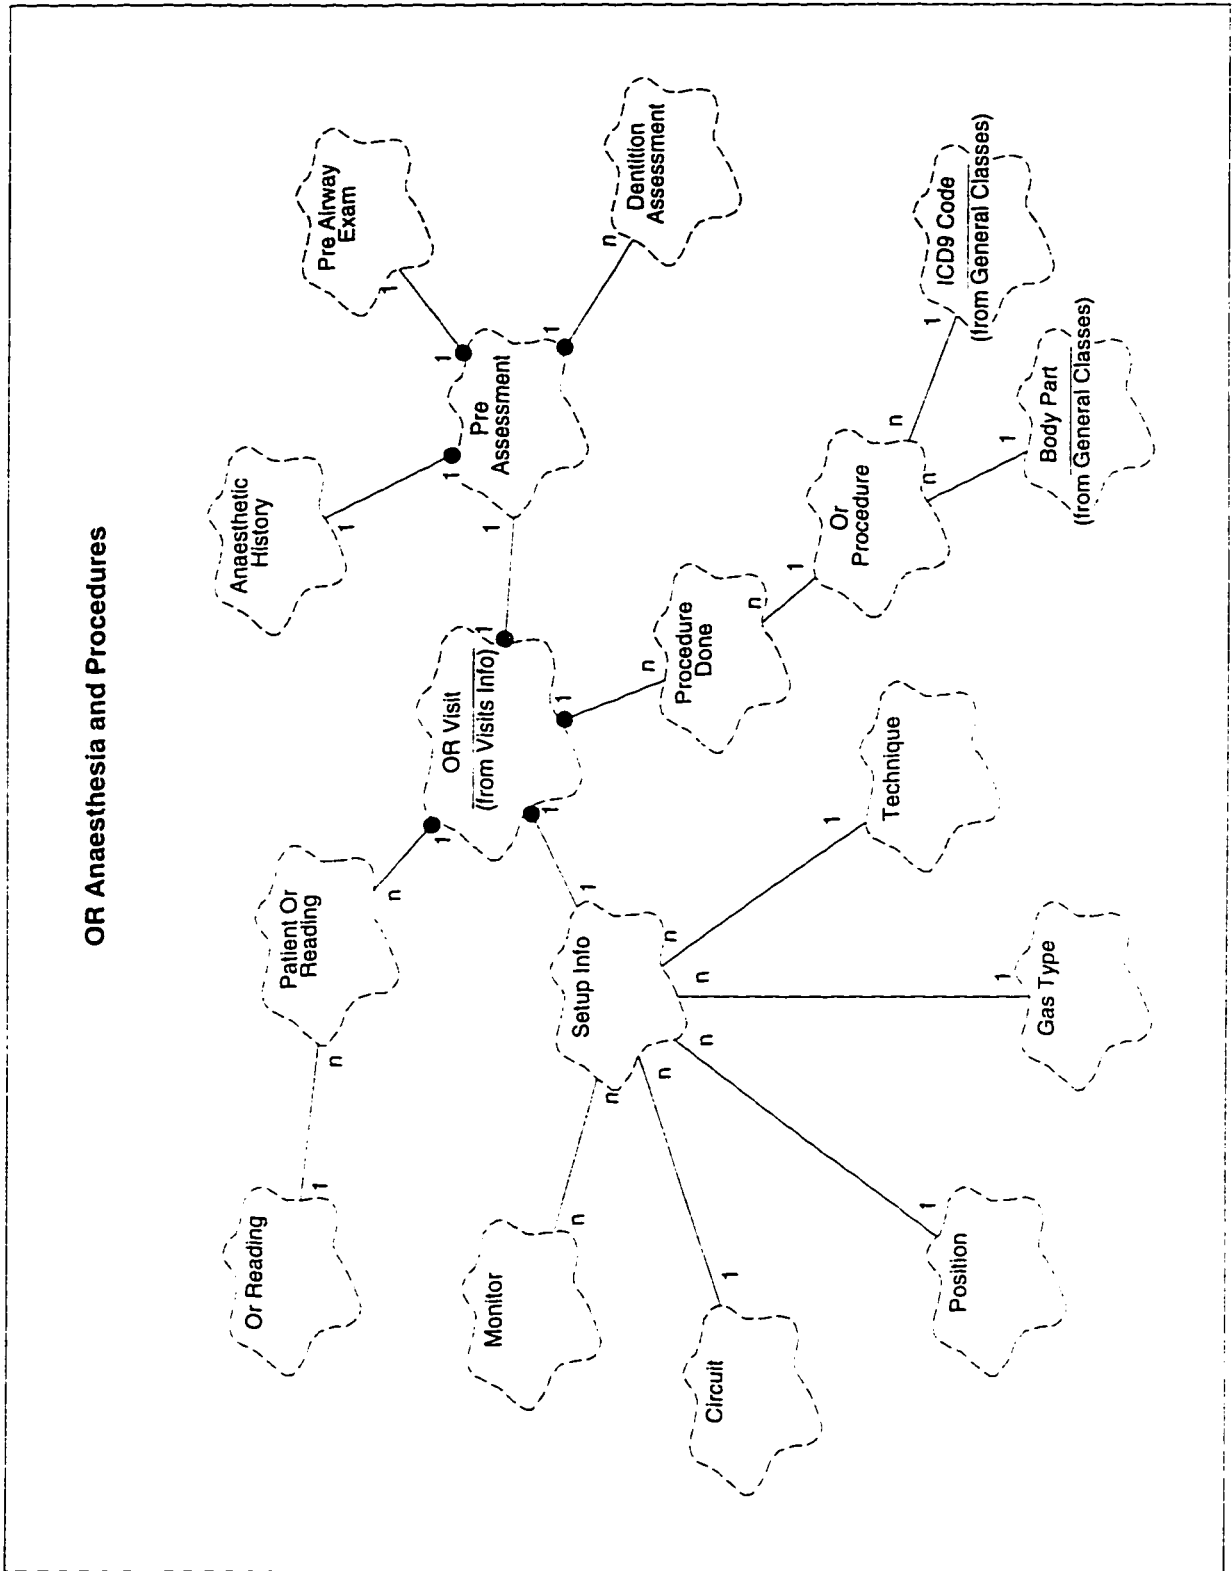 OR Anaesthesia and Procedures
Or Reading
1
n
Patient Or
Reading
n
1
Anaesthetic
History
1
1
Pre Airway
Exam
1
1
OR Visit
(from Visits Info)
1
1
Pre
Assessment
1
n
Dentition
Assessment
Monitor
n
n
Setup Info
1
1
1
n
Procedure
Done
n
1
Or
Procedure
n
1
ICD9 Code
(from General Classes)
n
1
Body Part
(from General Classes)
Circuit
1
n
Position
1
n
Gas Type
1
n
Technique
1
n